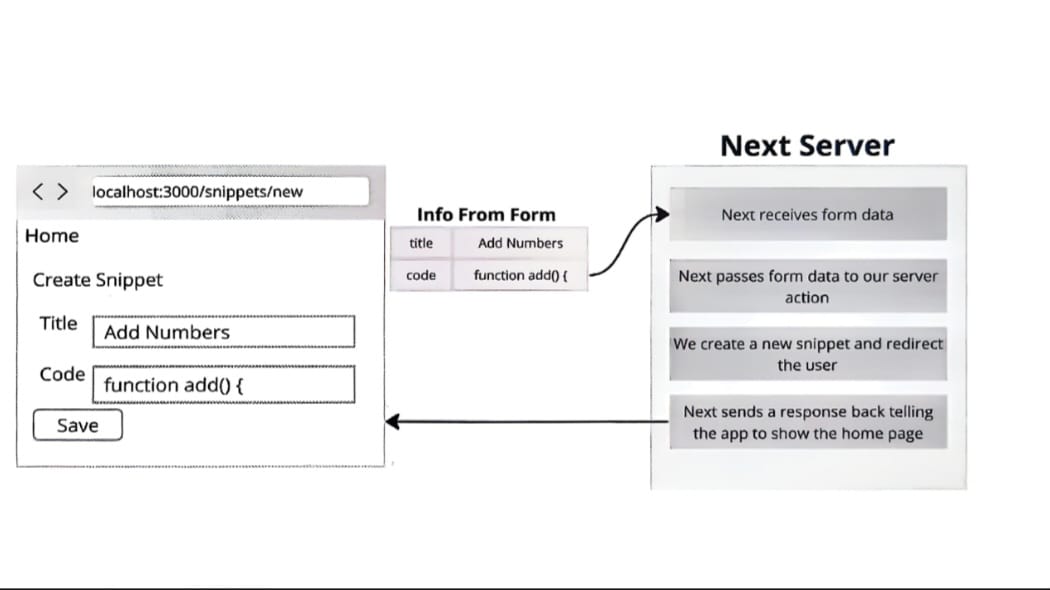 Next Server
< > localhost:3000/snippets/new
Home
Create Snippet
Title Add Numbers
Code function add() {
Save
Info From Form
title Add Numbers
code function add() {
Next receives form data
Next passes form data to our server
action
We create a new snippet and redirect
the user
Next sends a response back telling
the app to show the home page